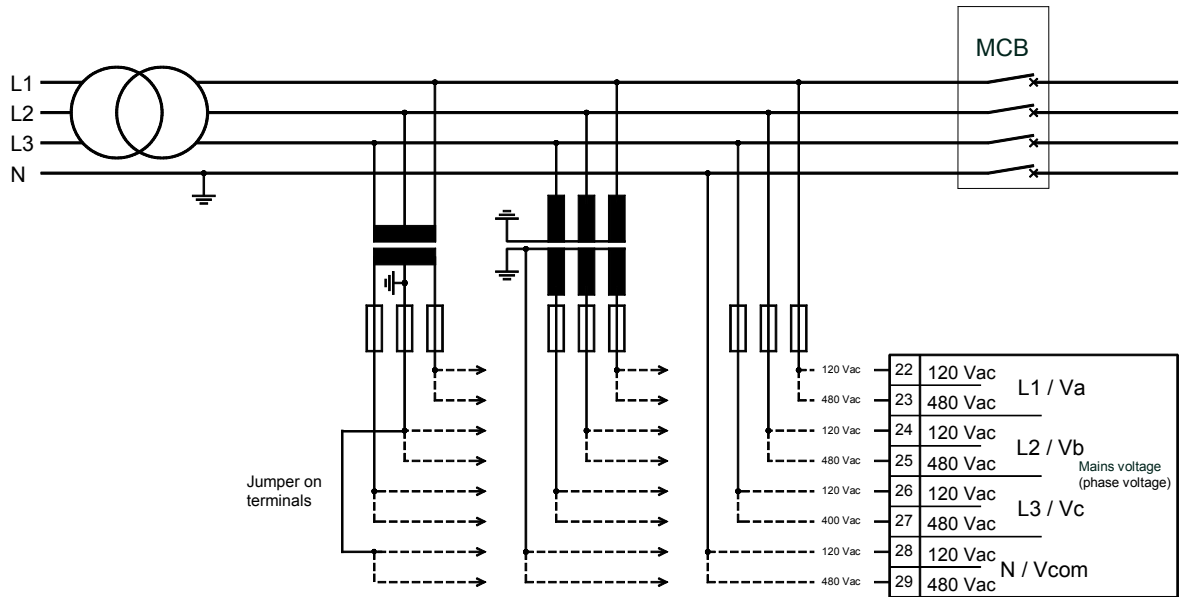 MCB
L1
L2
L3
N
120 Vac 22 120 Vac
L1 / Va
480 Vac 23 480 Vac
120 Vac 24 120 Vac
L2 / Vb
480 Vac 25 480 Vac
Mains voltage
(phase voltage)
Jumper on
terminals
120 Vac 26 120 Vac
L3 / Vc
400 Vac 27 480 Vac
120 Vac 28 120 Vac
N / Vcom
480 Vac 29 480 Vac